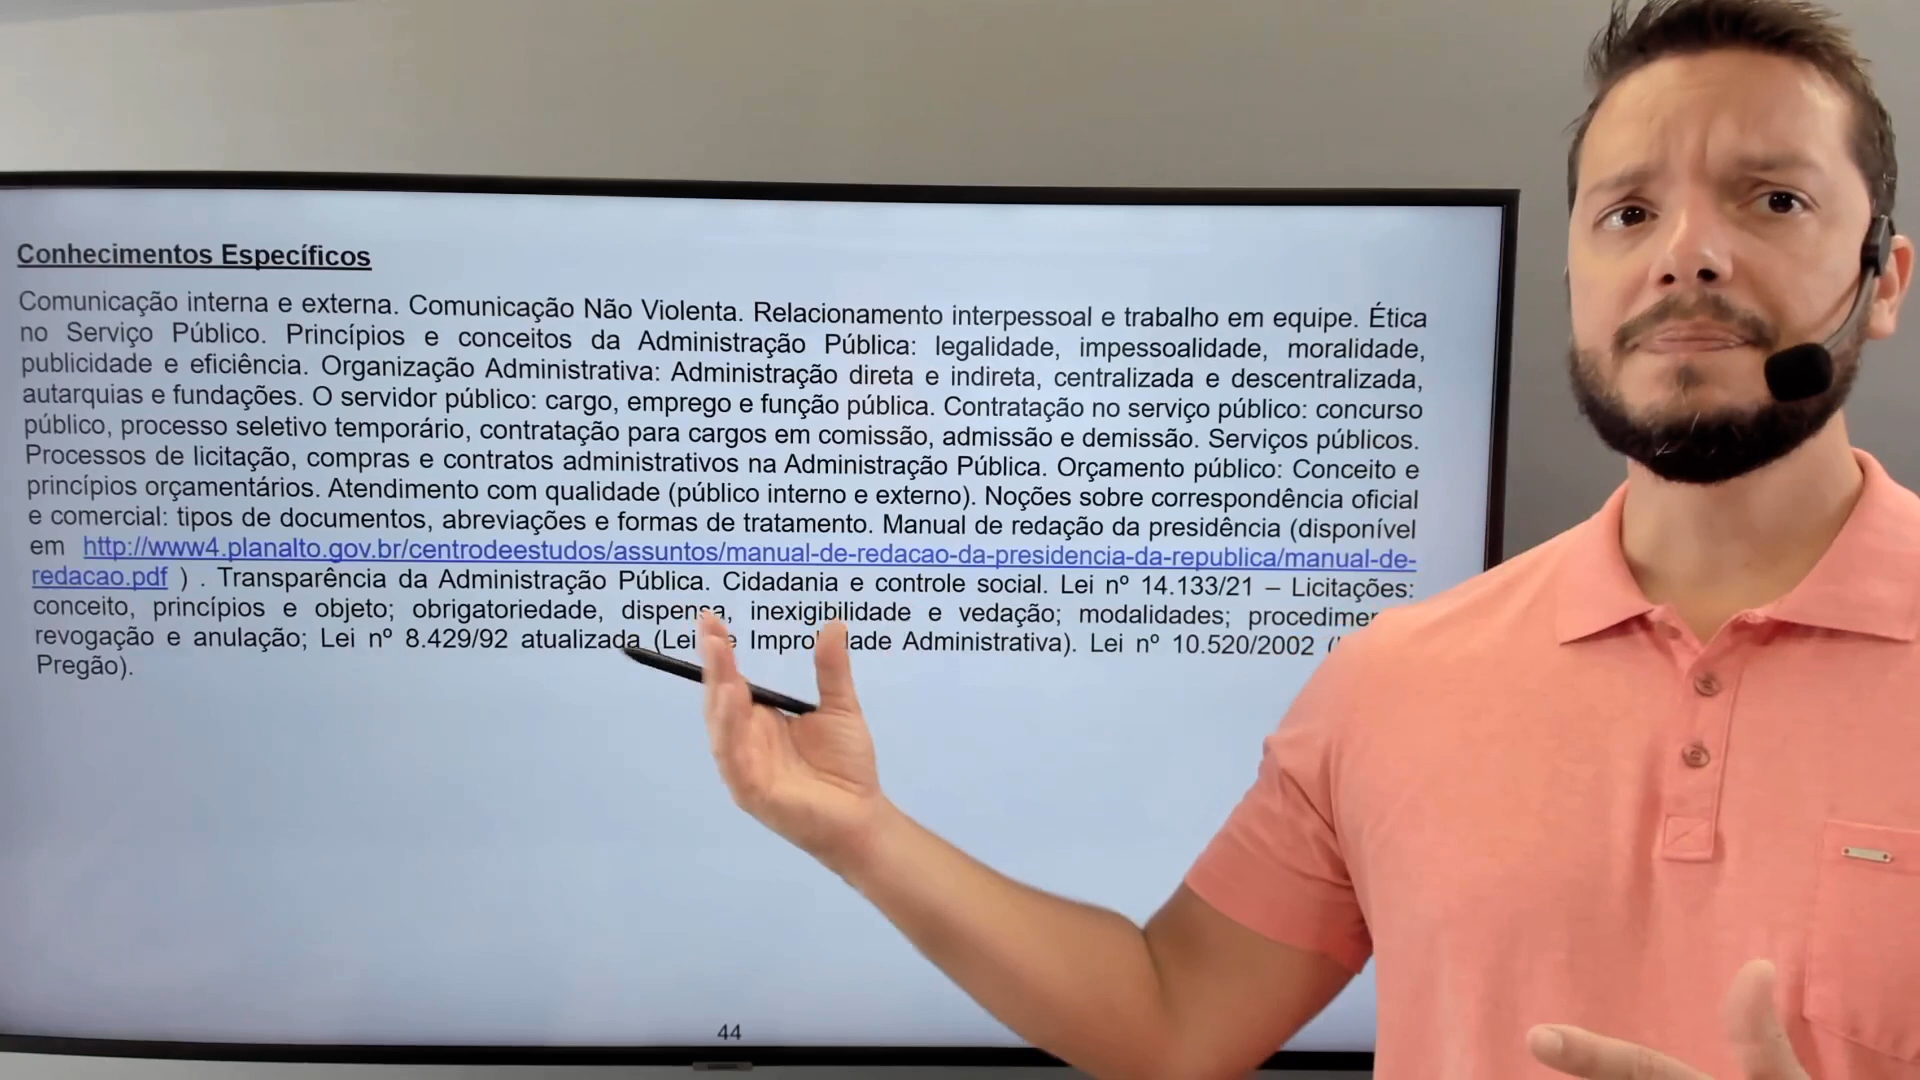 Conhecimentos Específicos
Comunicação interna e externa. Comunicação Não Violenta. Relacionamento interpessoal e trabalho em equipe. Ética
no Serviço Público. Princípios e conceitos da Administração Pública: legalidade, impessoalidade, moralidade,
publicidade e eficiência. Organização Administrativa: Administração direta e indireta, centralizada e descentralizada,
autarquias e fundações. O servidor público: cargo, emprego e função pública. Contratação no serviço público: concurso
público, processo seletivo temporário, contratação para cargos em comissão, admissão e demissão. Serviços públicos.
Processos de licitação, compras e contratos administrativos na Administração Pública. Orçamento público: Conceito e
princípios orçamentários. Atendimento com qualidade (público interno e externo). Noções sobre correspondência oficial
e comercial: tipos de documentos, abreviações e formas de tratamento. Manual de redação da presidência (disponível
em http://www4.planalto.gov.br/centrodeestudos/assuntos/manual-de-redacao-da-presidencia-da-republica/manual-de-
redacao.pdf ) . Transparência da Administração Pública. Cidadania e controle social. Lei nº 14.133/21 – Licitações:
conceito, princípios e objeto; obrigatoriedade, dispensa, inexigibilidade e vedação; modalidades;
revogação e anulação; Lei nº 8.429/92 atualizada (Lei Administrativa). Lei nº 10.520/2002
Pregão).
44